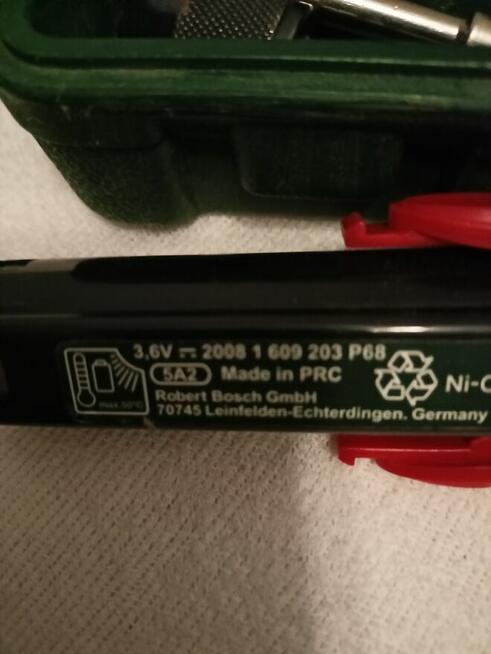 3,6V ⎓ 2008 1 609 203 P68
5A2 Made in PRC
Robert Bosch GmbH
70745 Leinfelden-Echterdingen. Germany
max.50°C
Ni-C